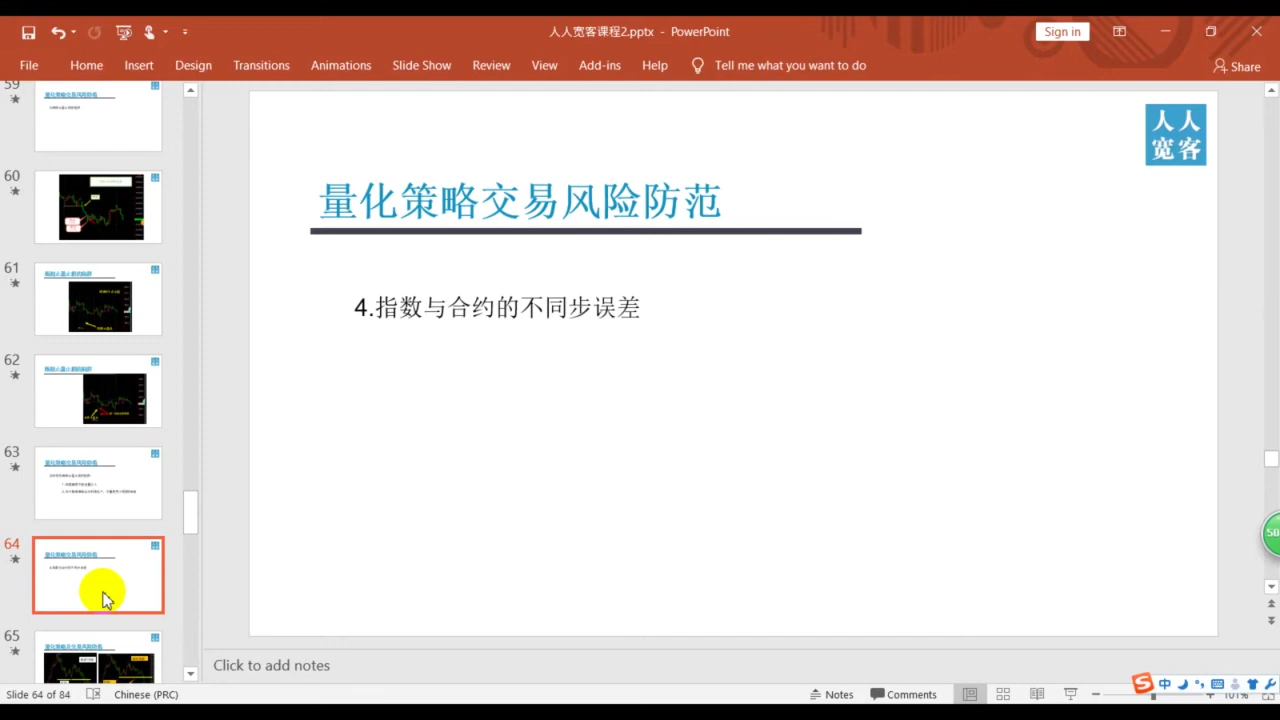 人人宽客课程2.pptx - PowerPoint
Sign in
File Home Insert Design Transitions Animations Slide Show Review View Add-ins Help Tell me what you want to do Share
59
60
61
62
63
64
65
量化策略交易风险防范
4.指数与合约的不同步误差
人人
宽客
50
Click to add notes
Slide 64 of 84 Chinese (PRC) Notes Comments 101%
中